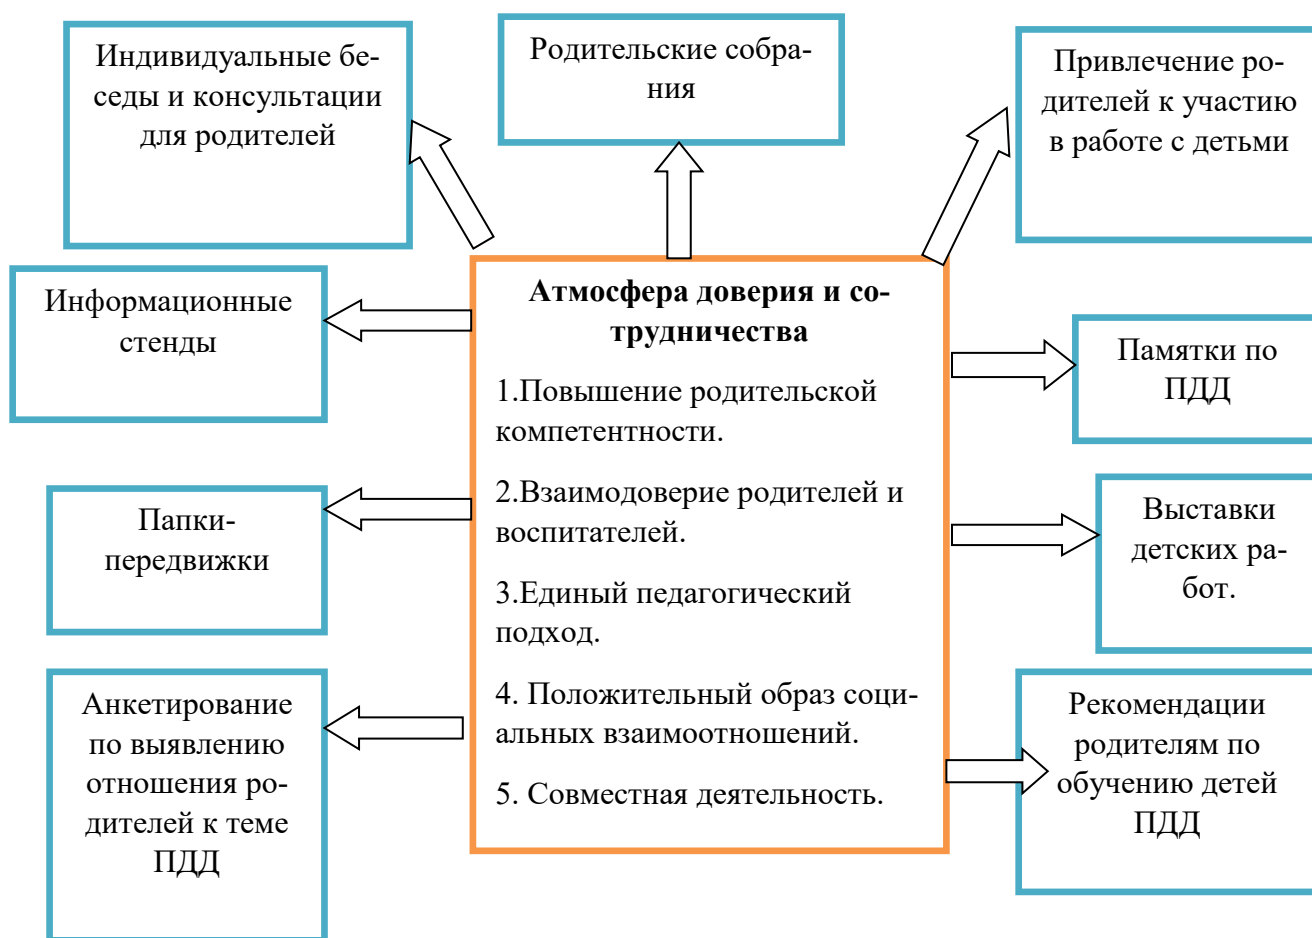 Индивидуальные бе-
седы и консультации
для родителей
Родительские собра-
ния
Привлечение ро-
дителей к участию
в работе с детьми
Информационные
стенды
Атмосфера доверия и со-
трудничества
1.Повышение родительской
компетентности.
2.Взаимодоверие родителей и
воспитателей.
3.Единый педагогический
подход.
4. Положительный образ соци-
альных взаимоотношений.
5. Совместная деятельность.
Памятки по
ПДД
Папки-
передвижки
Выставки
детских ра-
бот.
Анкетирование
по выявлению
отношения ро-
дителей к теме
ПДД
Рекомендации
родителям по
обучению детей
ПДД